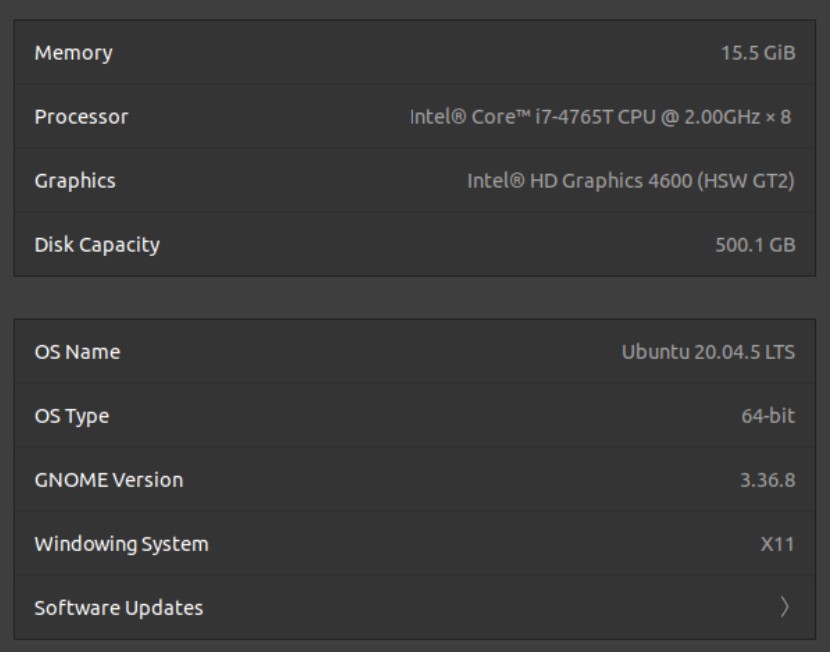 Memory 15.5 GiB
Processor Intel® Core™ i7-4765T CPU @ 2.00GHz × 8
Graphics Intel® HD Graphics 4600 (HSW GT2)
Disk Capacity 500.1 GB
OS Name Ubuntu 20.04.5 LTS
OS Type 64-bit
GNOME Version 3.36.8
Windowing System X11
Software Updates